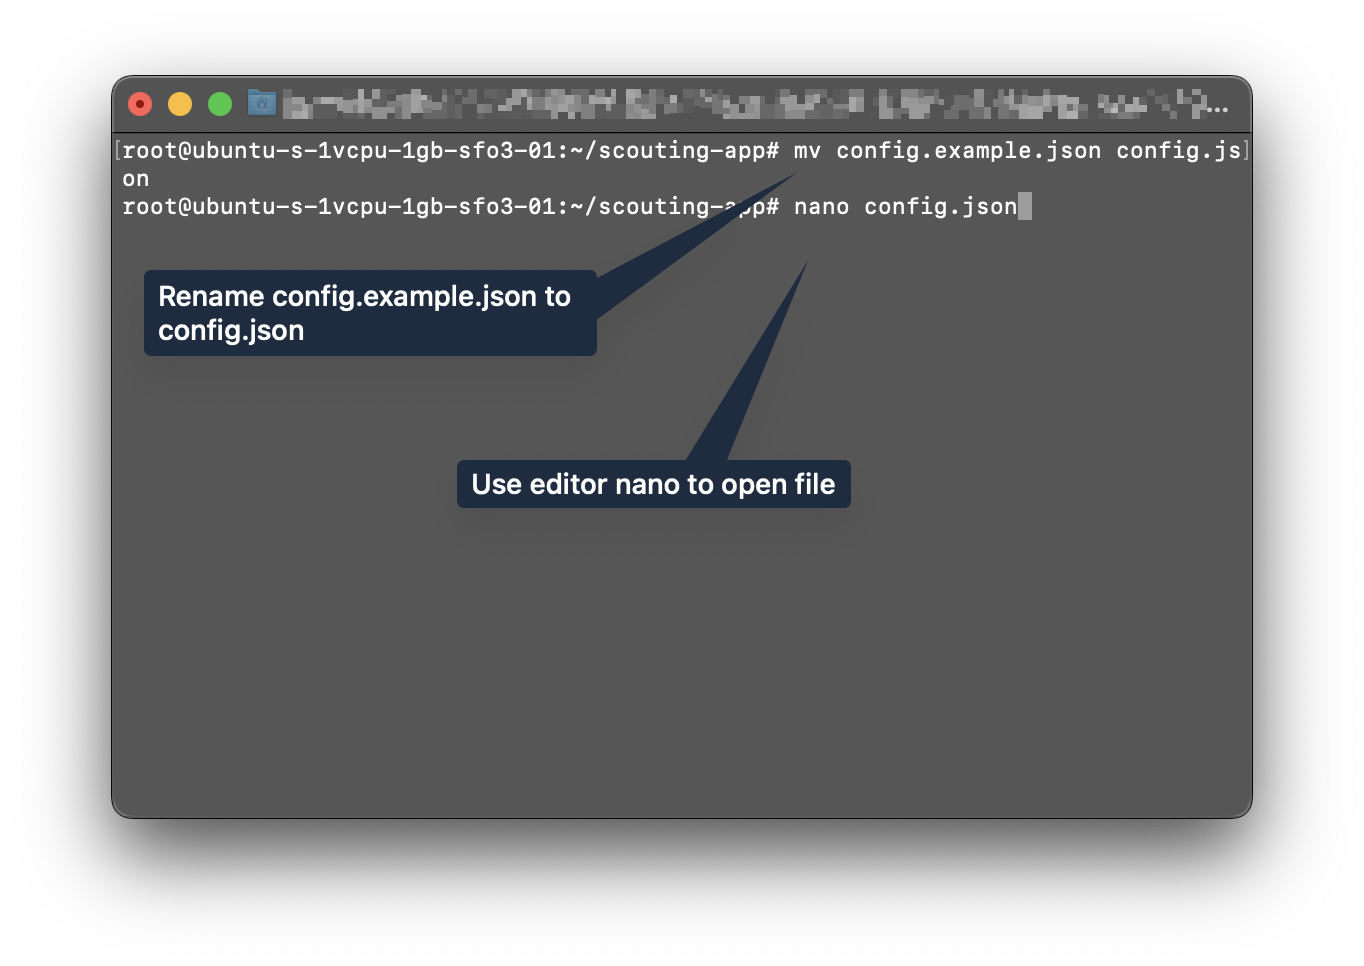 ...
[root@ubuntu-s-1vcpu-1gb-sfo3-01:~/scouting-app# mv config.example.json config.js]
on
root@ubuntu-s-1vcpu-1gb-sfo3-01:~/scouting-app# nano config.json
Rename config.example.json to
config.json
Use editor nano to open file